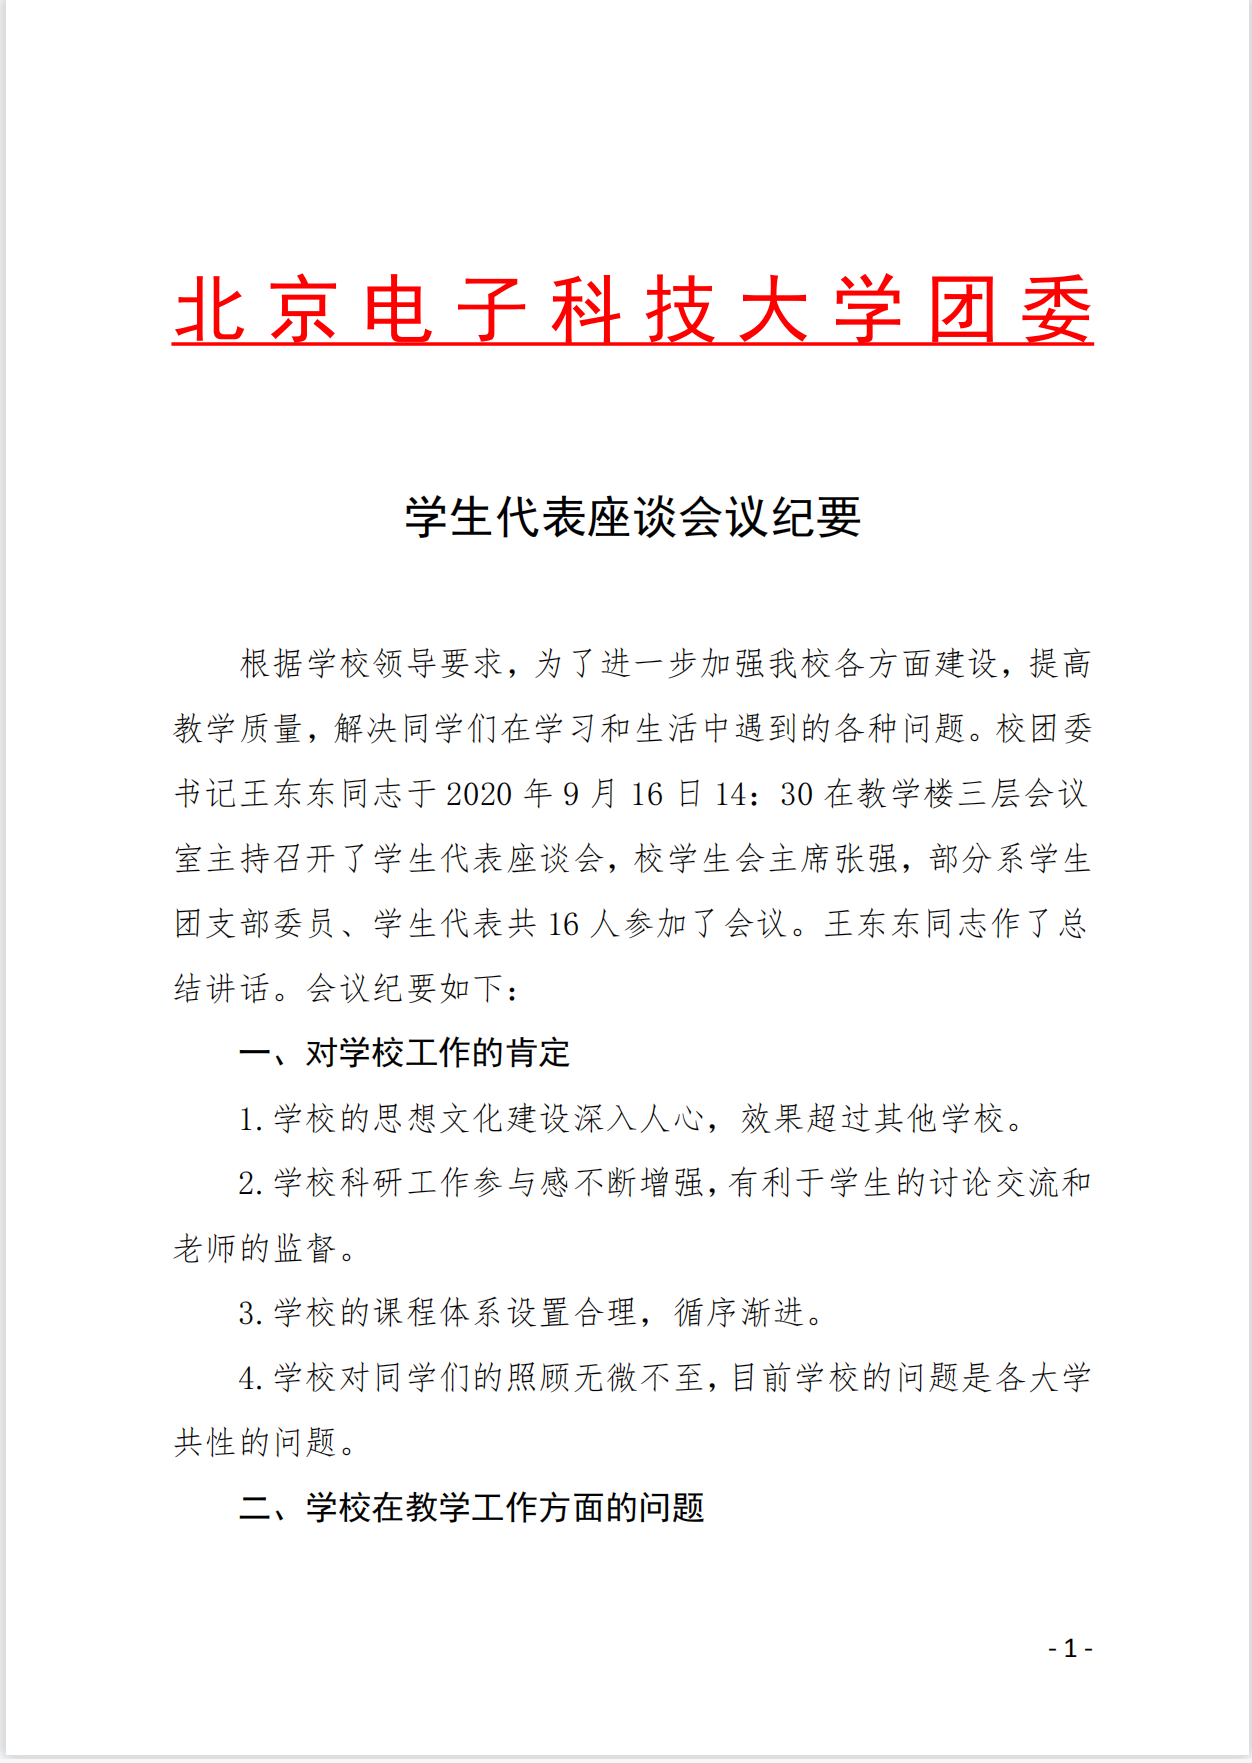 北京电子科技大学团委
学生代表座谈会议纪要
根据学校领导要求，为了进一步加强我校各方面建设，提高
教学质量，解决同学们在学习和生活中遇到的各种问题。校团委
书记王东东同志于 2020 年 9 月 16 日 14：30 在教学楼三层会议
室主持召开了学生代表座谈会，校学生会主席张强，部分系学生
团支部委员、学生代表共 16 人参加了会议。王东东同志作了总
结讲话。会议纪要如下：
一、对学校工作的肯定
1.学校的思想文化建设深入人心，效果超过其他学校。
2.学校科研工作参与感不断增强，有利于学生的讨论交流和
老师的监督。
3.学校的课程体系设置合理，循序渐进。
4.学校对同学们的照顾无微不至，目前学校的问题是各大学
共性的问题。
二、学校在教学工作方面的问题
- 1 -